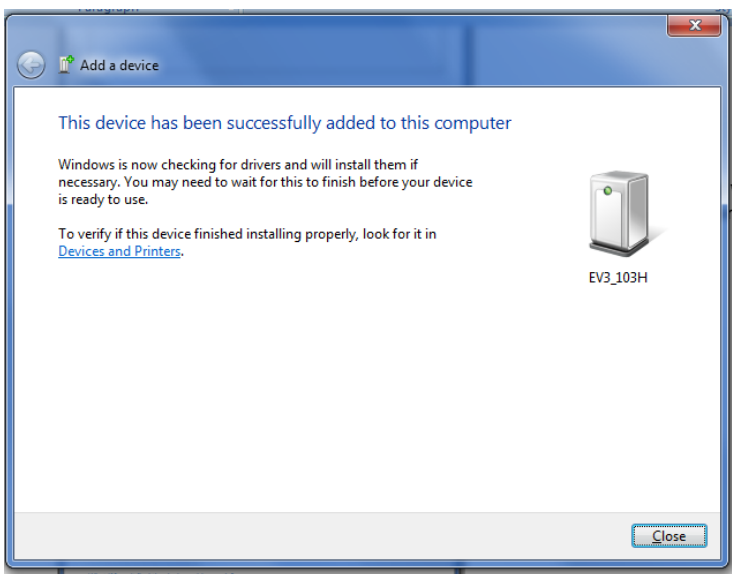 Paragraph
Add a device
This device has been successfully added to this computer
Windows is now checking for drivers and will install them if
necessary. You may need to wait for this to finish before your device
is ready to use.
To verify if this device finished installing properly, look for it in
Devices and Printers.
EV3_103H
Close